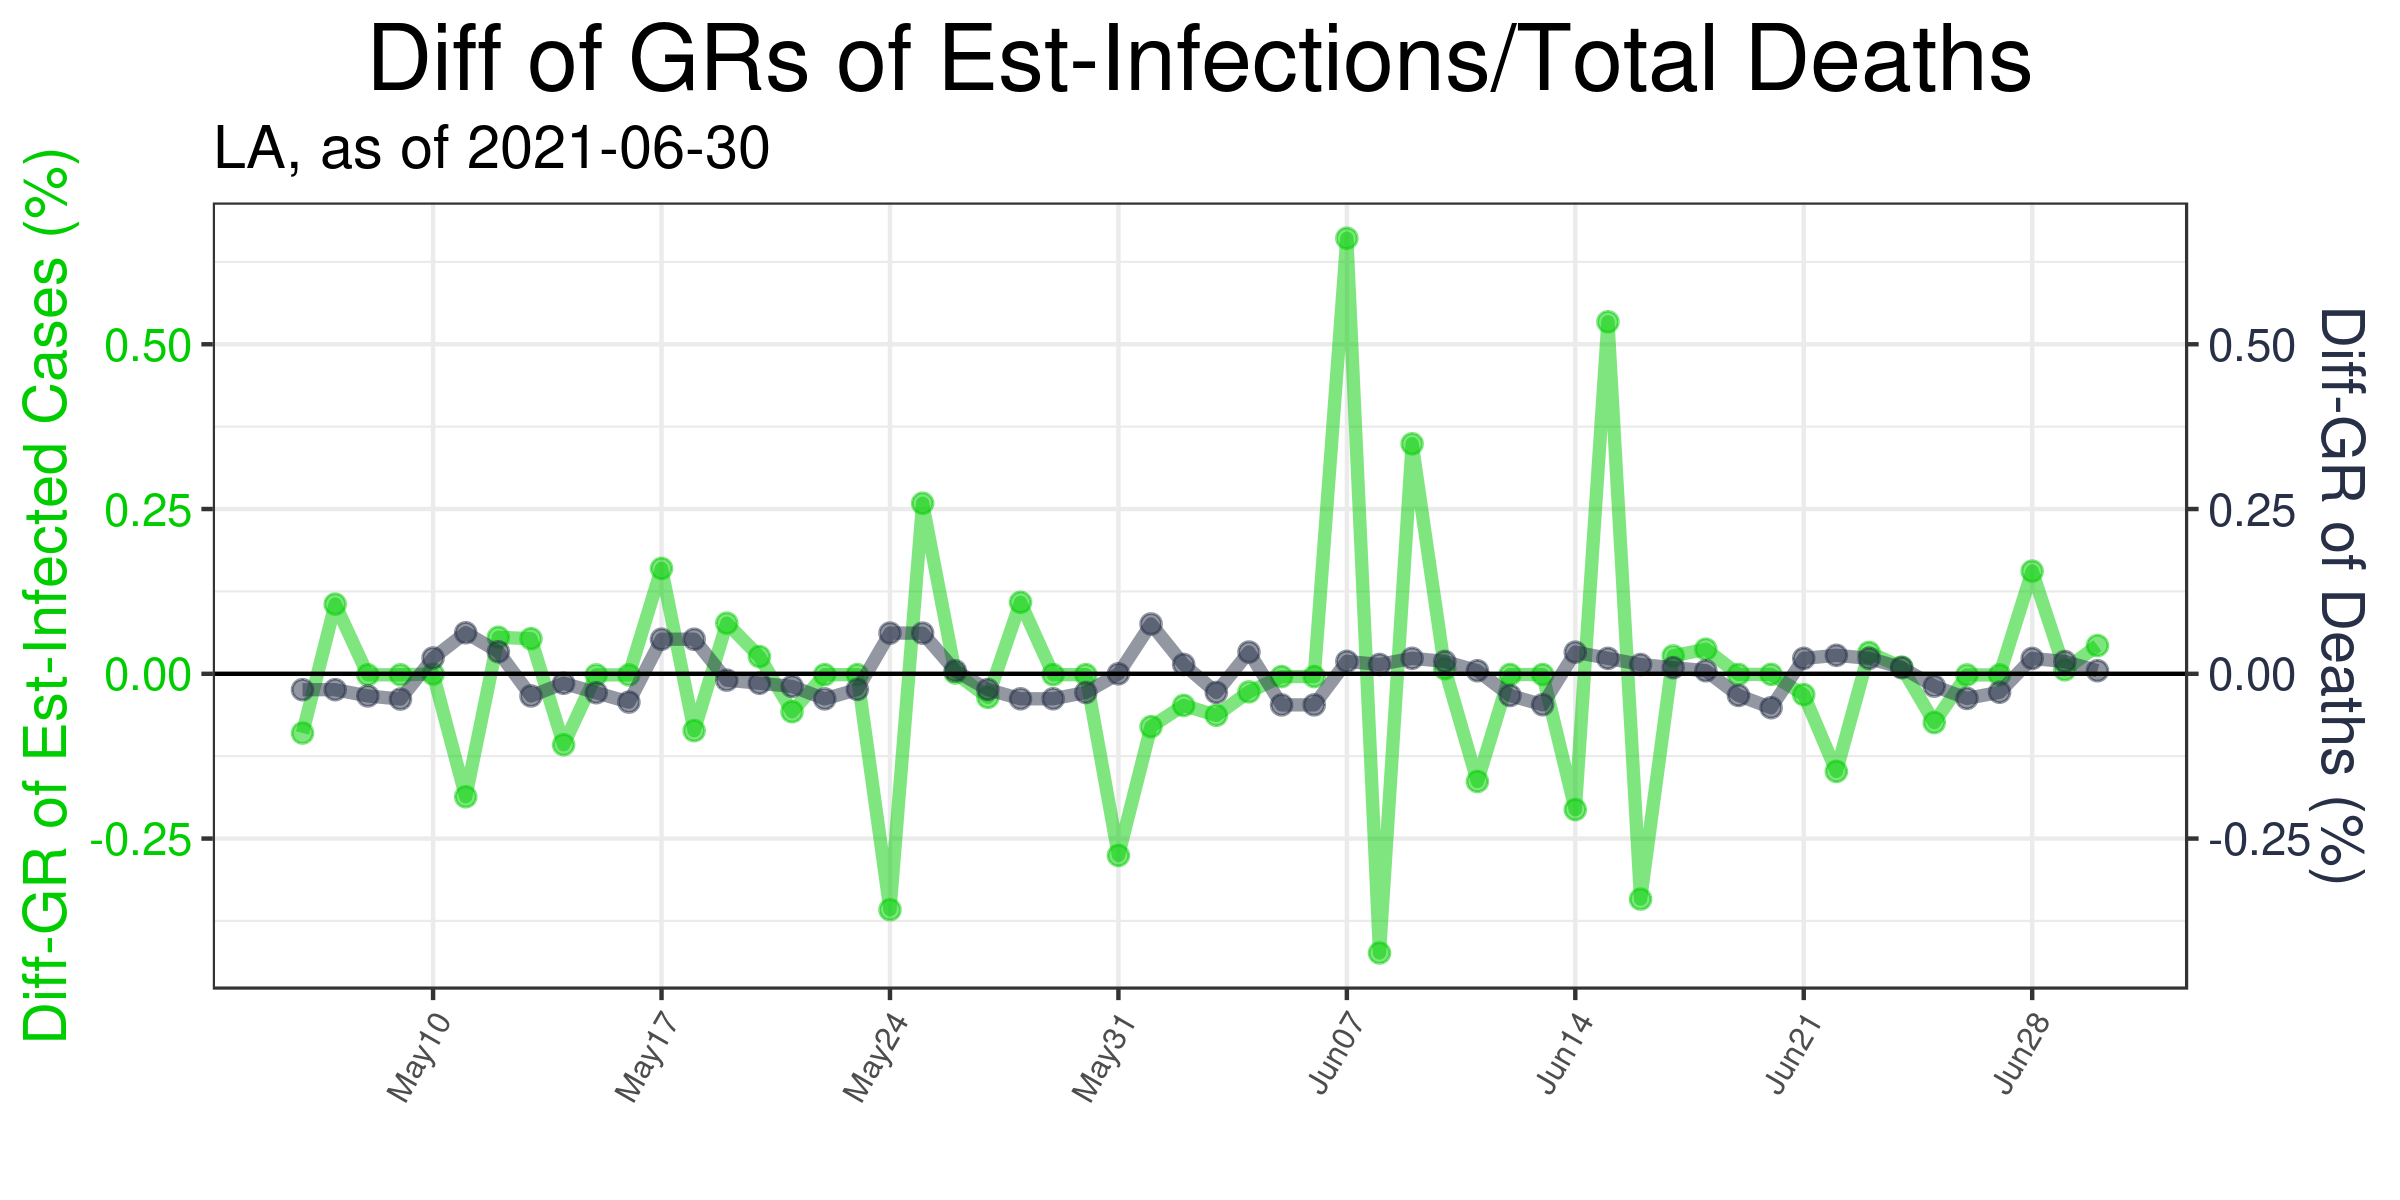 Diff of GRs of Est-Infections/Total Deaths
LA, as of 2021-06-30
Diff-GR of Est-Infected Cases (%)
0.50
0.25
0.00
-0.25
0.50
0.25
0.00
-0.25
Diff-GR of Deaths (%)
May10
May17
May24
May31
Jun07
Jun14
Jun21
Jun28